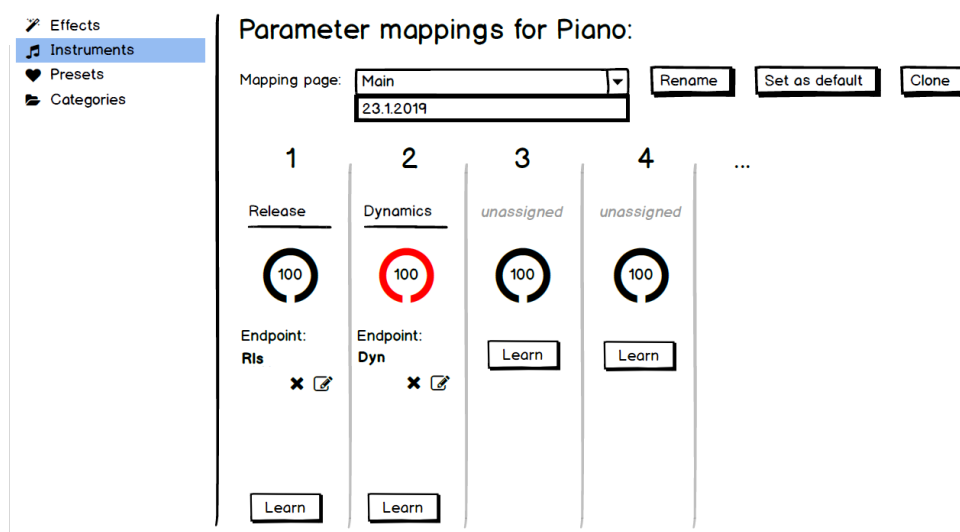 Effects
Instruments
Presets
Categories
Parameter mappings for Piano:
Mapping page: Main Rename Set as default Clone
23.1.2019
1 2 3 4 ...
Release Dynamics unassigned unassigned
100 100 100 100
Endpoint: Endpoint:
Rls Dyn Learn Learn
Learn Learn